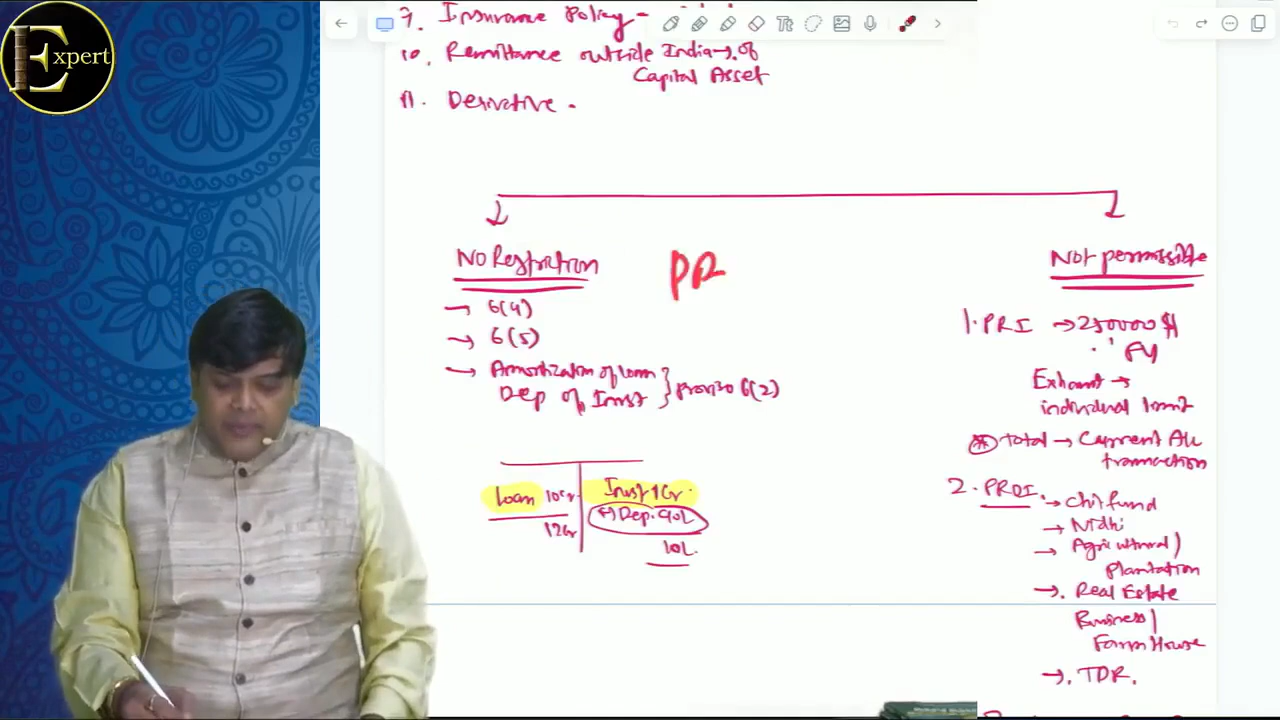 Expert
9. Insurance Policy -
10. Remittance outside India → of
Capital Asset
11. Derivative .
No Restriction
PR
Not permissible
→ 6(4)
→ 6(5)
→ Amortization of loan
Dep of Invst } proviso 6(2)
Loan 10Cr
12Cr
Invst 1Cr.
(-) Dep. 90L
10L.
1. PRI → 250000 $
FY
Exhaust →
individual limit
* Total → Current A/c
transaction
2. PROI. → Chit fund
→ Nidhi
→ Agricultural/
plantation
→ Real Estate
Business/
Farm House
→ TDR.